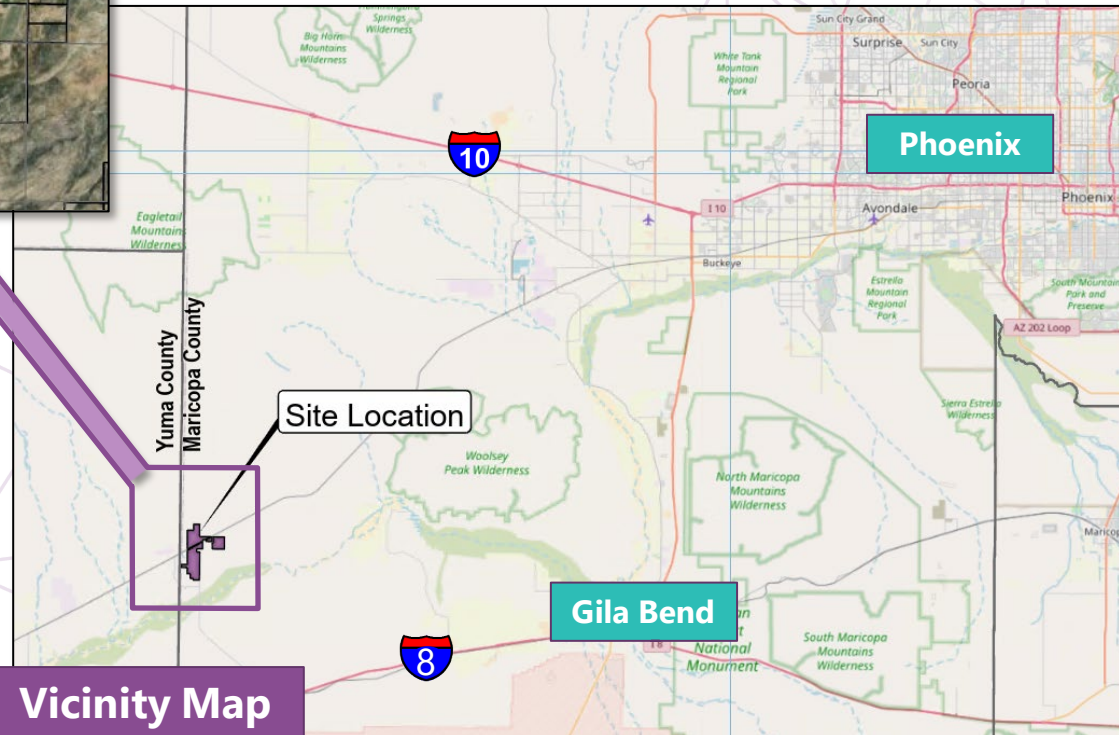 Springs
Wilderness
Big Horn
Mountains
Wilderness
Sun City Grand
Surprise
Sun City
White Tank
Mountain
Regional
Park
Peoria
Phoenix
10
Eagletail
Mountain
Wilderness
I 10
Avondale
Phoenix
Buckeye
Estrella
Mountain
Regional
Park
South Mountain
Park and
Preserve
AZ 202 Loop
Yuma County
Maricopa County
Site Location
Sierra Estrella
Wilderness
Woolsey
Peak Wilderness
North Maricopa
Mountains
Wilderness
Gila Bend
National
Monument
South Maricopa
Mountains
Wilderness
8
I 8
Vicinity Map